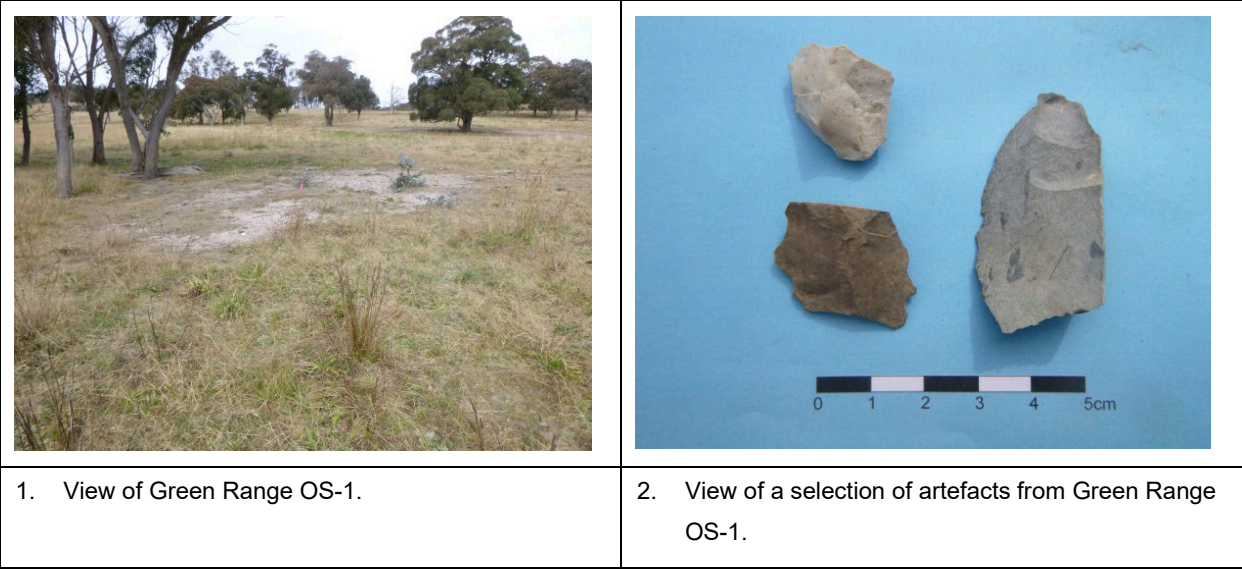 0 1 2 3 4 5cm
1. View of Green Range OS-1.
2. View of a selection of artefacts from Green Range
OS-1.